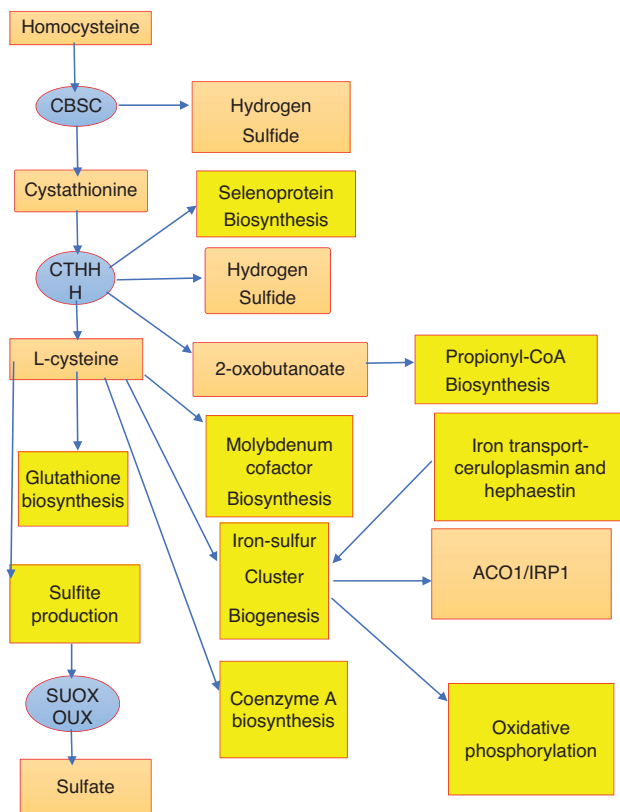 Homocysteine
CBSC
Hydrogen
Sulfide
Cystathionine
Selenoprotein
Biosynthesis
CTHH
H
Hydrogen
Sulfide
L-cysteine
2-oxobutanoate
Propionyl-CoA
Biosynthesis
Molybdenum
cofactor
Biosynthesis
Iron transport-
ceruloplasmin and
hephaestin
Glutathione
biosynthesis
Iron-sulfur
Cluster
Biogenesis
ACO1/IRP1
Sulfite
production
SUOX
OUX
Coenzyme A
biosynthesis
Oxidative
phosphorylation
Sulfate